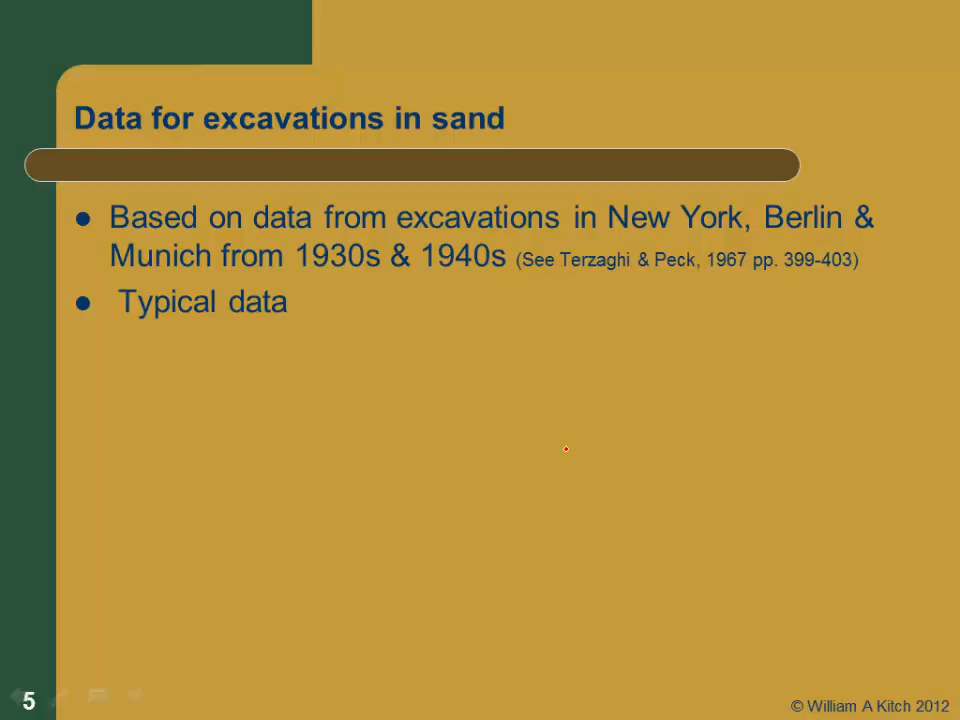 Data for excavations in sand
Based on data from excavations in New York, Berlin &
Munich from 1930s & 1940s (See Terzaghi & Peck, 1967 pp. 399-403)
Typical data
5
© William A Kitch 2012